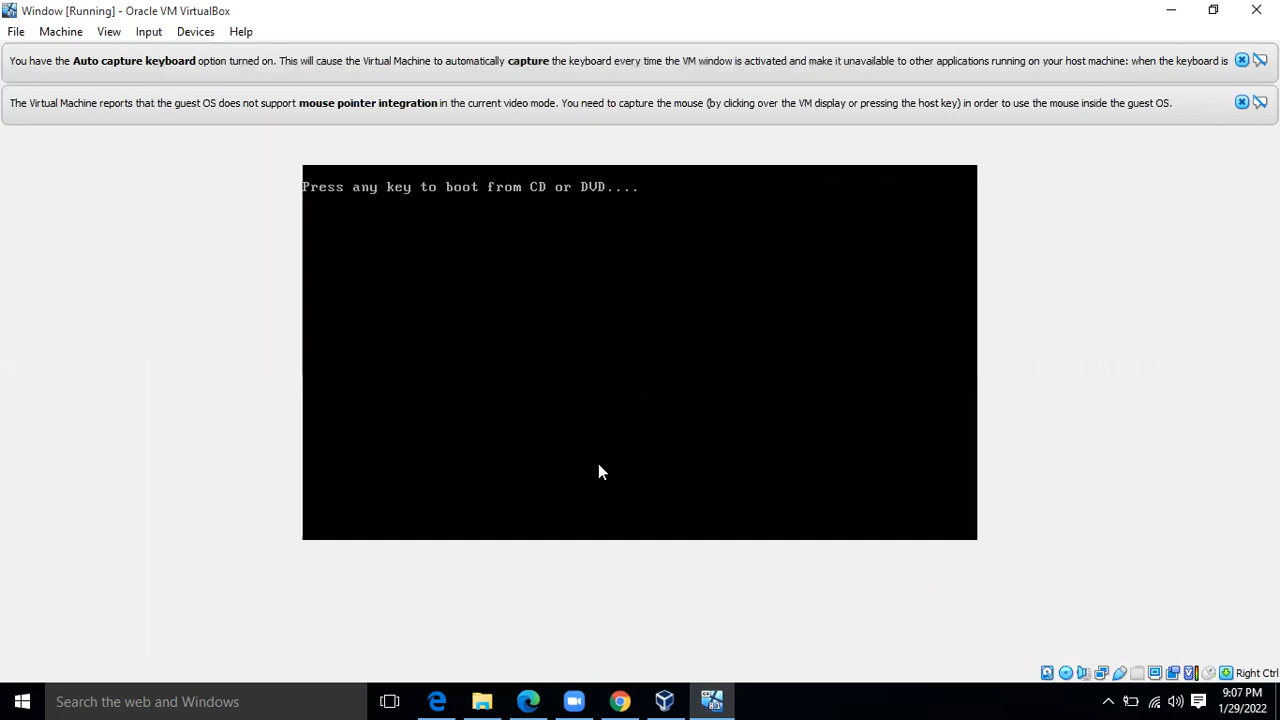 Window [Running] - Oracle VM VirtualBox
File Machine View Input Devices Help
You have the Auto capture keyboard option turned on. This will cause the Virtual Machine to automatically capture the keyboard every time the VM window is activated and make it unavailable to other applications running on your host machine: when the keyboard is
The Virtual Machine reports that the guest OS does not support mouse pointer integration in the current video mode. You need to capture the mouse (by clicking over the VM display or pressing the host key) in order to use the mouse inside the guest OS.
Press any key to boot from CD or DVD....
Right Ctrl
Search the web and Windows
9:07 PM
1/29/2022